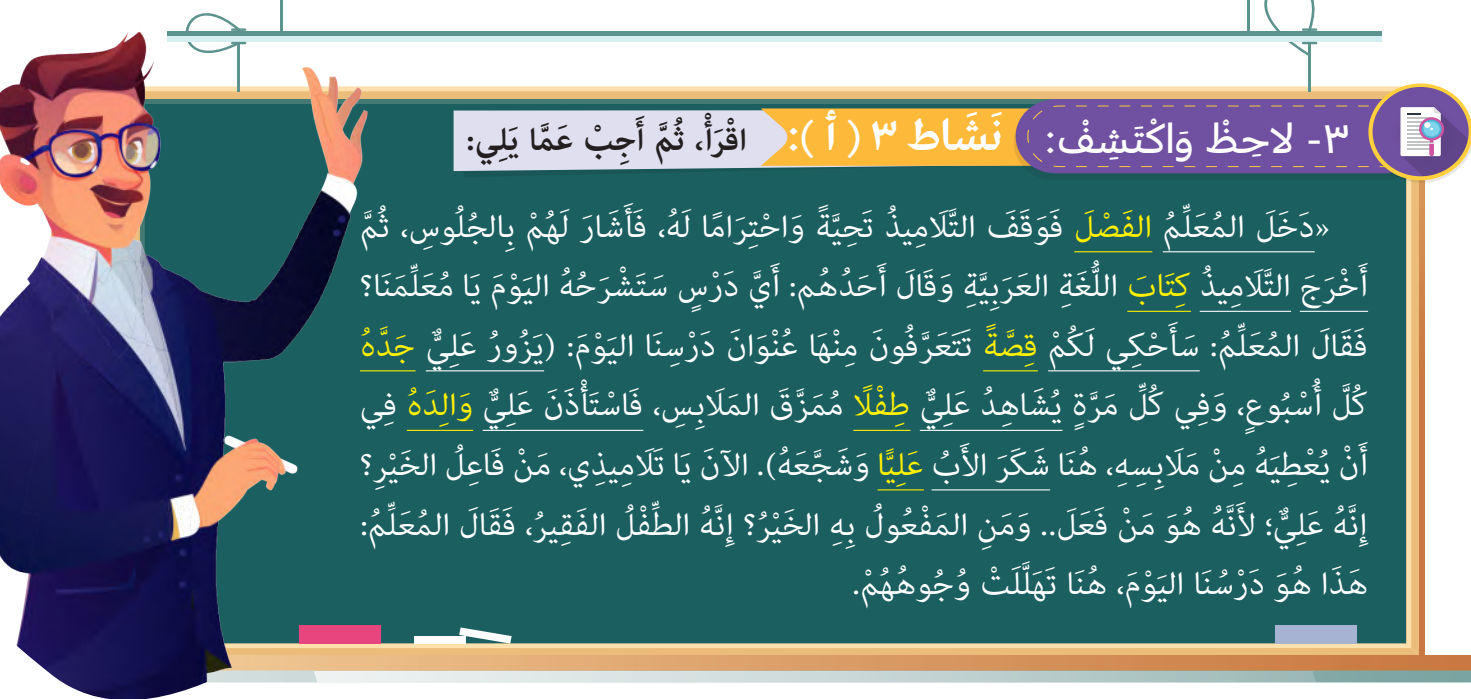 ٣- لاحِظْ وَاكْتَشِفْ: نَشَاط ٣ ( أ ): اقْرَأْ، ثُمَّ أَجِبْ عَمَّا يَلِي:
«دَخَلَ المُعَلِّمُ الفَصْلَ فَوَقَفَ التَّلَامِيذُ تَحِيَّةً وَاحْتِرَامًا لَهُ، فَأَشَارَ لَهُمْ بِالجُلُوسِ، ثُمَّ
أَخْرَجَ التَّلَامِيذُ كِتَابَ اللُّغَةِ العَرَبِيَّةِ وَقَالَ أَحَدُهُم: أَيَّ دَرْسٍ سَتَشْرَحُهُ اليَوْمَ يَا مُعَلِّمَنَا؟
فَقَالَ المُعَلِّمُ: سَأَحْكِي لَكُمْ قِصَّةً تَتَعَرَّفُونَ مِنْهَا عُنْوَانَ دَرْسِنَا اليَوْمَ: (يَزُورُ عَلِيٌّ جَدَّهُ
كُلَّ أُسْبُوعٍ، وَفِي كُلِّ مَرَّةٍ يُشَاهِدُ عَلِيٌّ طِفْلًا مُمَزَّقَ المَلَابِسِ، فَاسْتَأْذَنَ عَلِيٌّ وَالِدَهُ فِي
أَنْ يُعْطِيَهُ مِنْ مَلَابِسِهِ، هُنَا شَكَرَ الأَبُ عَلِيًّا وَشَجَّعَهُ). الآنَ يَا تَلَامِيذِي، مَنْ فَاعِلُ الخَيْرِ؟
إِنَّهُ عَلِيٌّ؛ لأَنَّهُ هُوَ مَنْ فَعَلَ.. وَمَنِ المَفْعُولُ بِهِ الخَيْرُ؟ إِنَّهُ الطِّفْلُ الفَقِيرُ، فَقَالَ المُعَلِّمُ:
هَذَا هُوَ دَرْسُنَا اليَوْمَ، هُنَا تَهَلَّلَتْ وُجُوهُهُمْ.